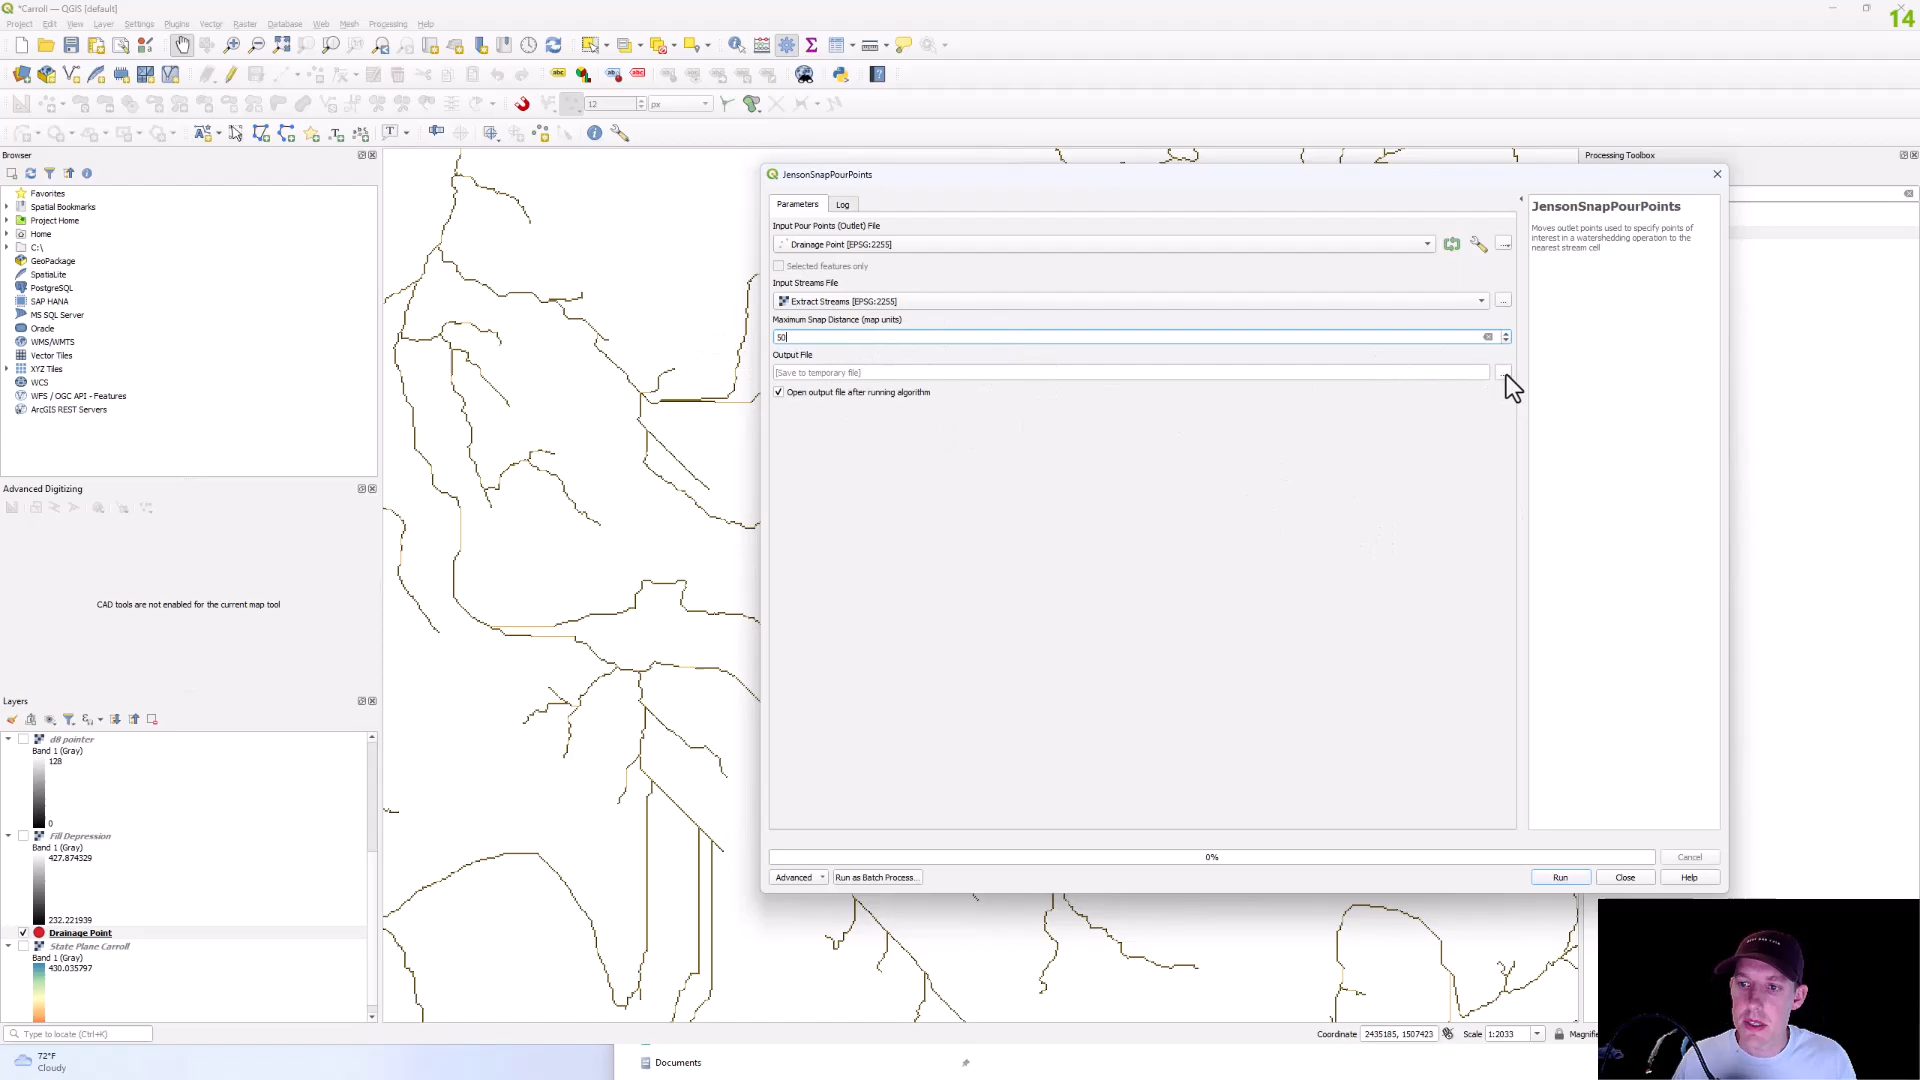 *Carroll — QGIS [default]
14
Project Edit View Layer Settings Plugins Vector Raster Database Web Mesh Processing Help
12
px
Browser
Favorites
Spatial Bookmarks
Project Home
Home
C:\
GeoPackage
SpatiaLite
PostgreSQL
SAP HANA
MS SQL Server
Oracle
WMS/WMTS
Vector Tiles
XYZ Tiles
WCS
WFS / OGC API - Features
ArcGIS REST Servers
Advanced Digitizing
CAD tools are not enabled for the current map tool
Layers
d8 pointer
Band 1 (Gray)
128
0
Fill Depression
Band 1 (Gray)
427.874329
232.221939
Drainage Point
State Plane Carroll
Band 1 (Gray)
430.035797
Type to locate (Ctrl+K)
72°F
Cloudy
JensonSnapPourPoints
Parameters
Log
Input Pour Points (Outlet) File
Drainage Point [EPSG:2255]
Selected features only
Input Streams File
Extract Streams [EPSG:2255]
Maximum Snap Distance (map units)
50
Output File
[Save to temporary file]
Open output file after running algorithm
JensonSnapPourPoints
Moves outlet points used to specify points of
interest in a watershedding operation to the
nearest stream cell
0%
Cancel
Advanced
Run as Batch Process...
Run
Close
Help
Processing Toolbox
Coordinate 2435185, 1507423
Scale 1:2033
Magnifie
Documents